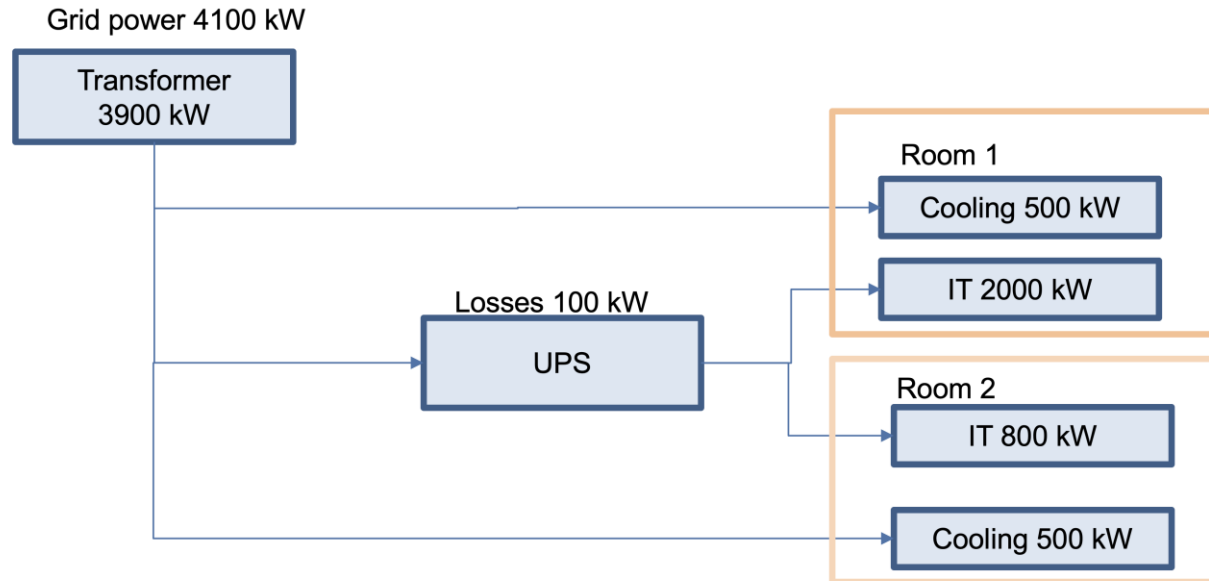 Grid power 4100 kW
Transformer
3900 kW
Room 1
Cooling 500 kW
IT 2000 kW
Losses 100 kW
UPS
Room 2
IT 800 kW
Cooling 500 kW